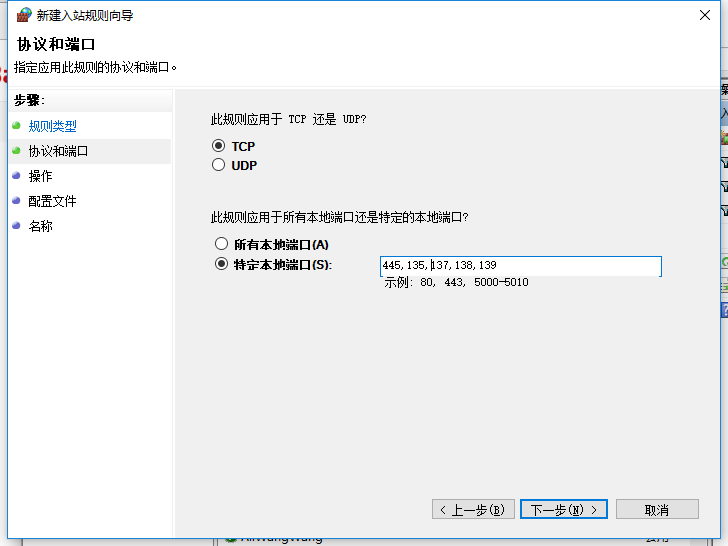 新建入站规则向导
协议和端口
指定应用此规则的协议和端口。
步骤:
规则类型
协议和端口
操作
配置文件
名称
此规则应用于 TCP 还是 UDP?
TCP
UDP
此规则应用于所有本地端口还是特定的本地端口?
所有本地端口(A)
特定本地端口(S):
445,135,137,138,139
示例: 80, 443, 5000-5010
< 上一步(B)
下一步(N) >
取消